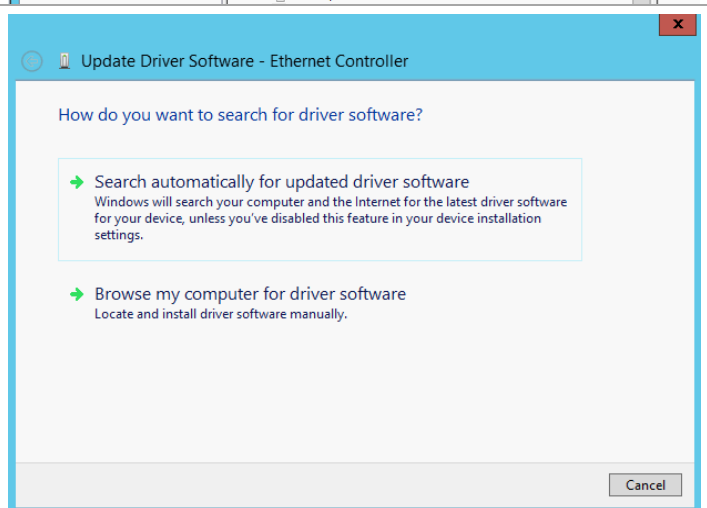 x
Update Driver Software - Ethernet Controller
How do you want to search for driver software?
Search automatically for updated driver software
Windows will search your computer and the Internet for the latest driver software
for your device, unless you've disabled this feature in your device installation
settings.
Browse my computer for driver software
Locate and install driver software manually.
Cancel